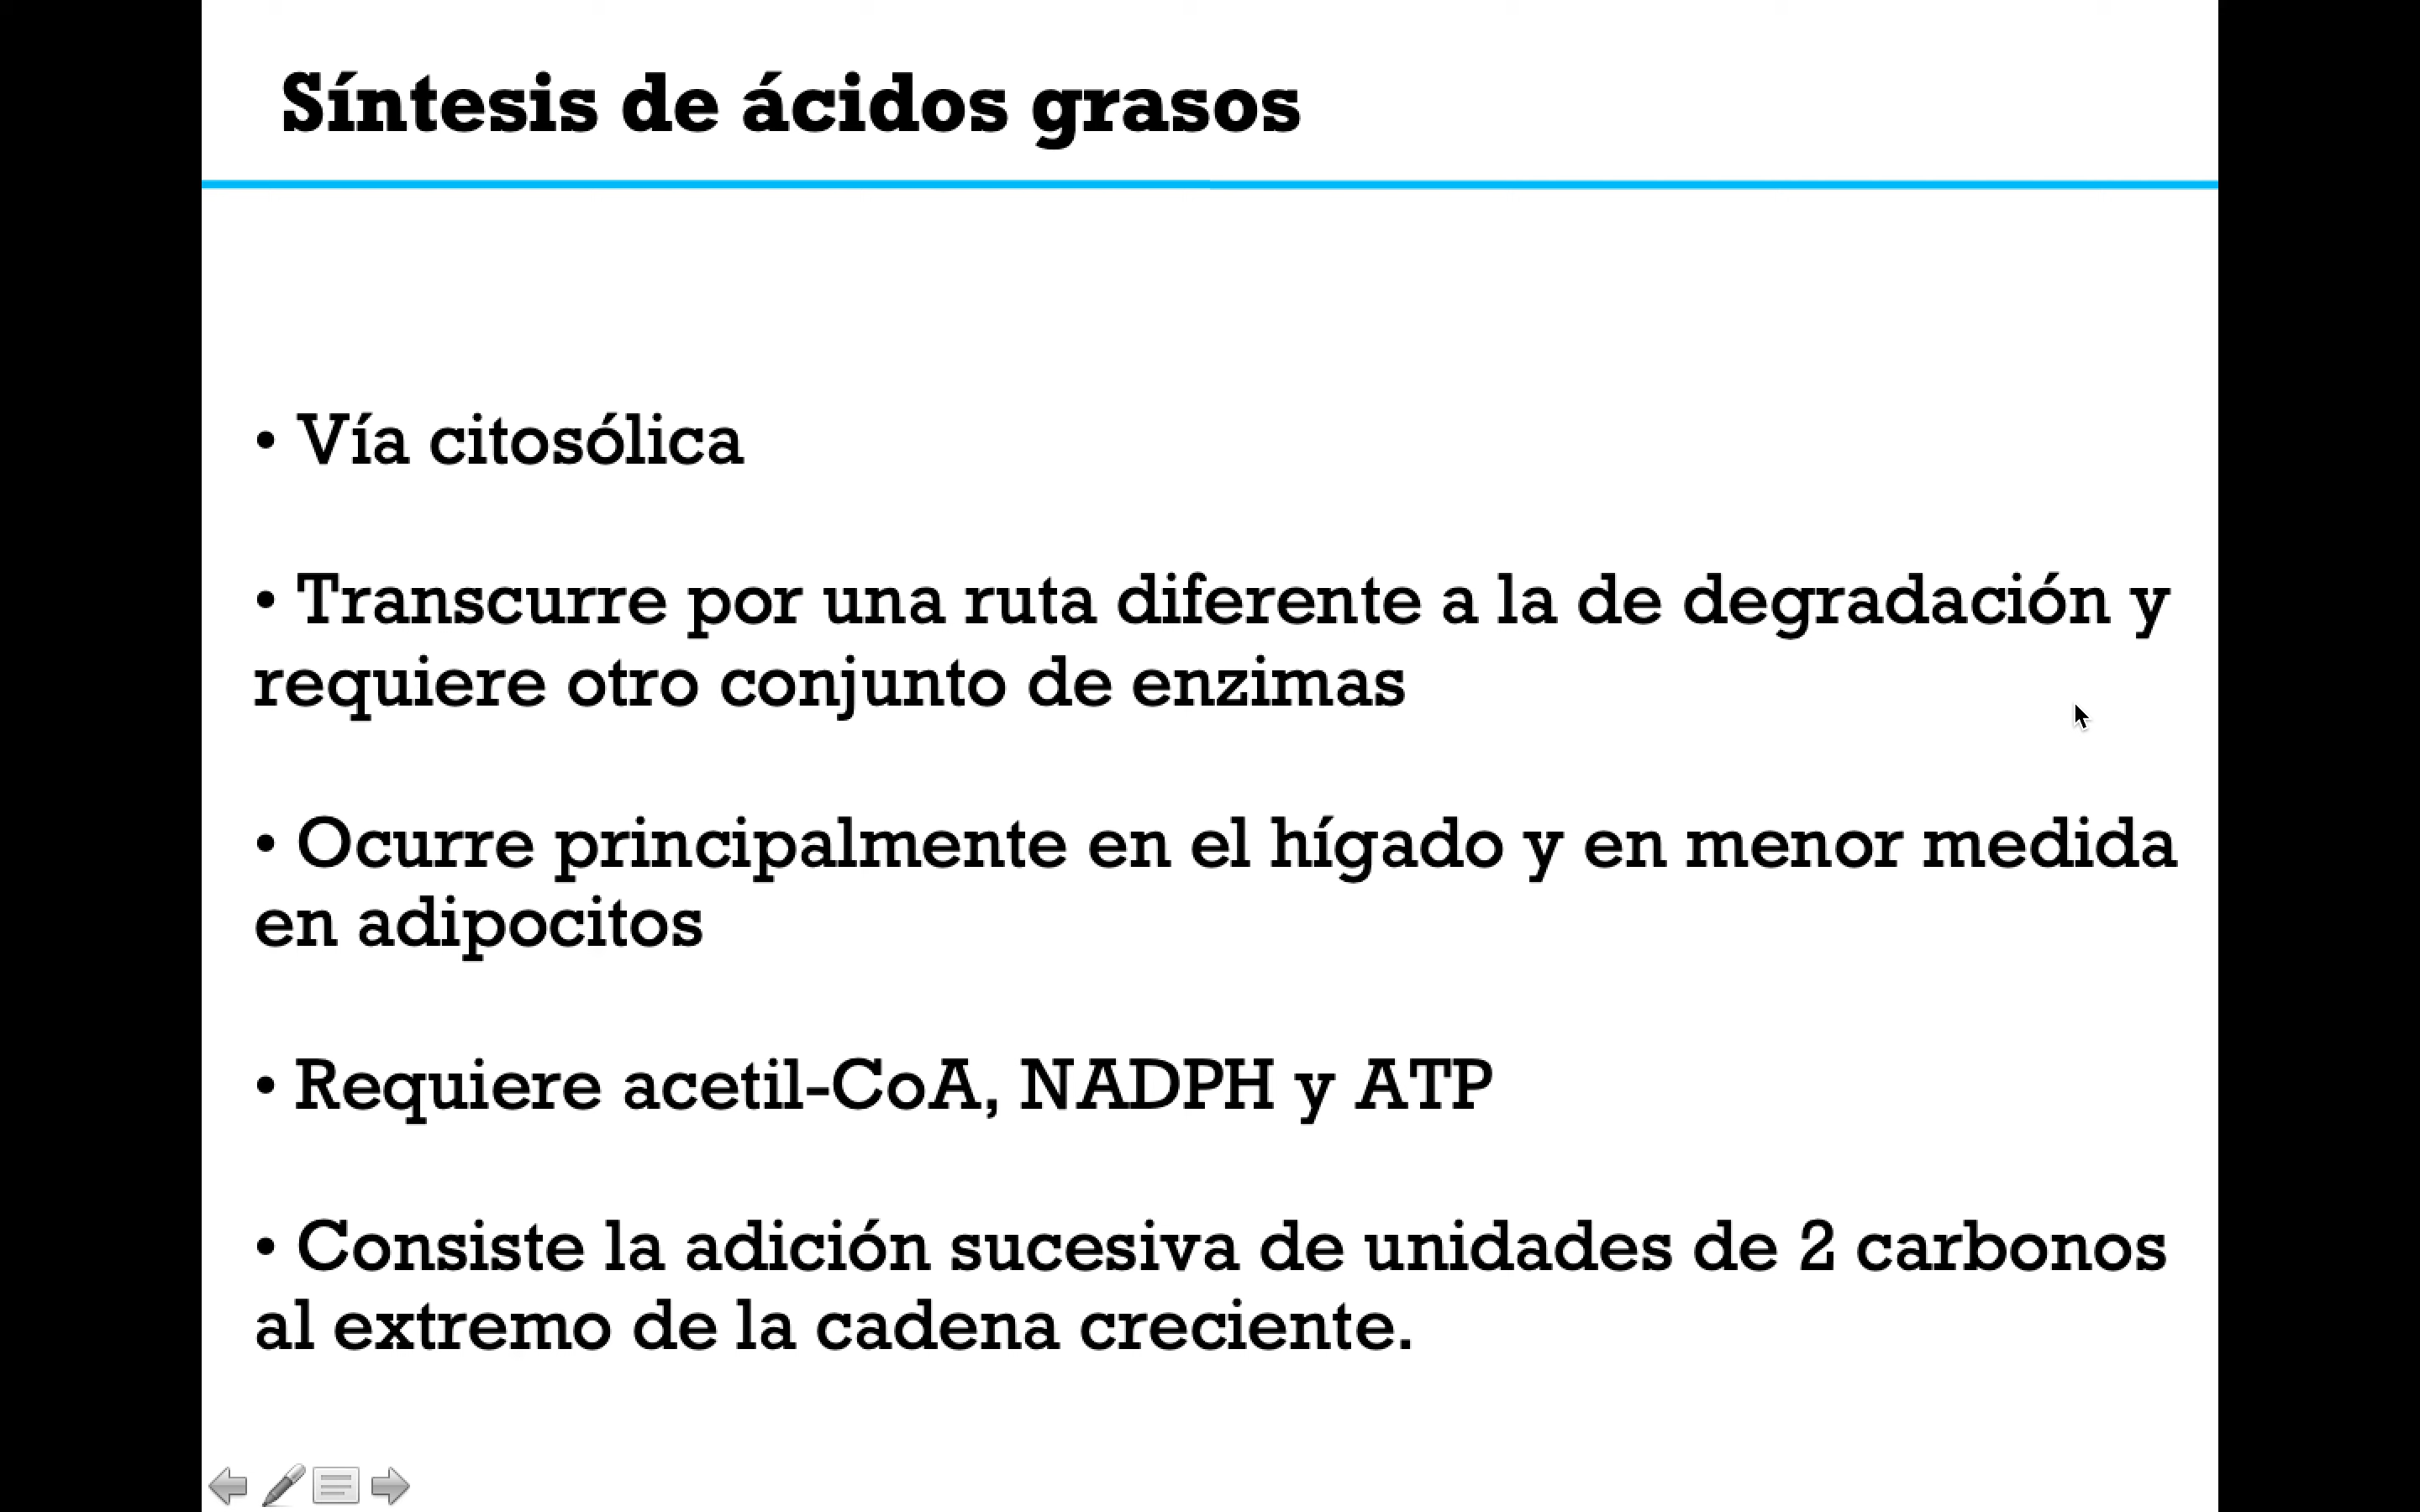 Síntesis de ácidos grasos
• Vía citosólica
• Transcurre por una ruta diferente a la de degradación y
requiere otro conjunto de enzimas
• Ocurre principalmente en el hígado y en menor medida
en adipocitos
• Requiere acetil-CoA, NADPH y ATP
• Consiste la adición sucesiva de unidades de 2 carbonos
al extremo de la cadena creciente.